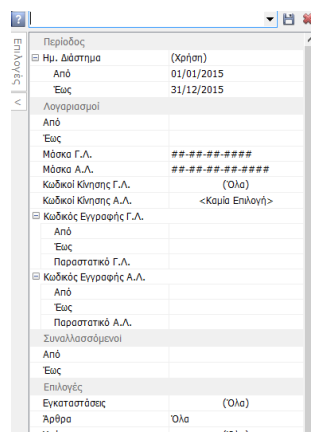 ?
Επιλογές
<
Περίοδος
Ημ. Διάστημα (Χρήση)
Από 01/01/2015
Έως 31/12/2015
Λογαριασμοί
Από
Έως
Μάσκα Γ.Λ. ##-##-##-####
Μάσκα Α.Λ. ##-##-##-##-####
Κωδικοί Κίνησης Γ.Λ. (Όλα)
Κωδικοί Κίνησης Α.Λ. <Καμία Επιλογή>
Κωδικός Εγγραφής Γ.Λ.
Από
Έως
Παραστατικό Γ.Λ.
Κωδικός Εγγραφής Α.Λ.
Από
Έως
Παραστατικό Α.Λ.
Συναλλασσόμενοι
Από
Έως
Επιλογές
Εγκαταστάσεις (Όλα)
Άρθρα Όλα